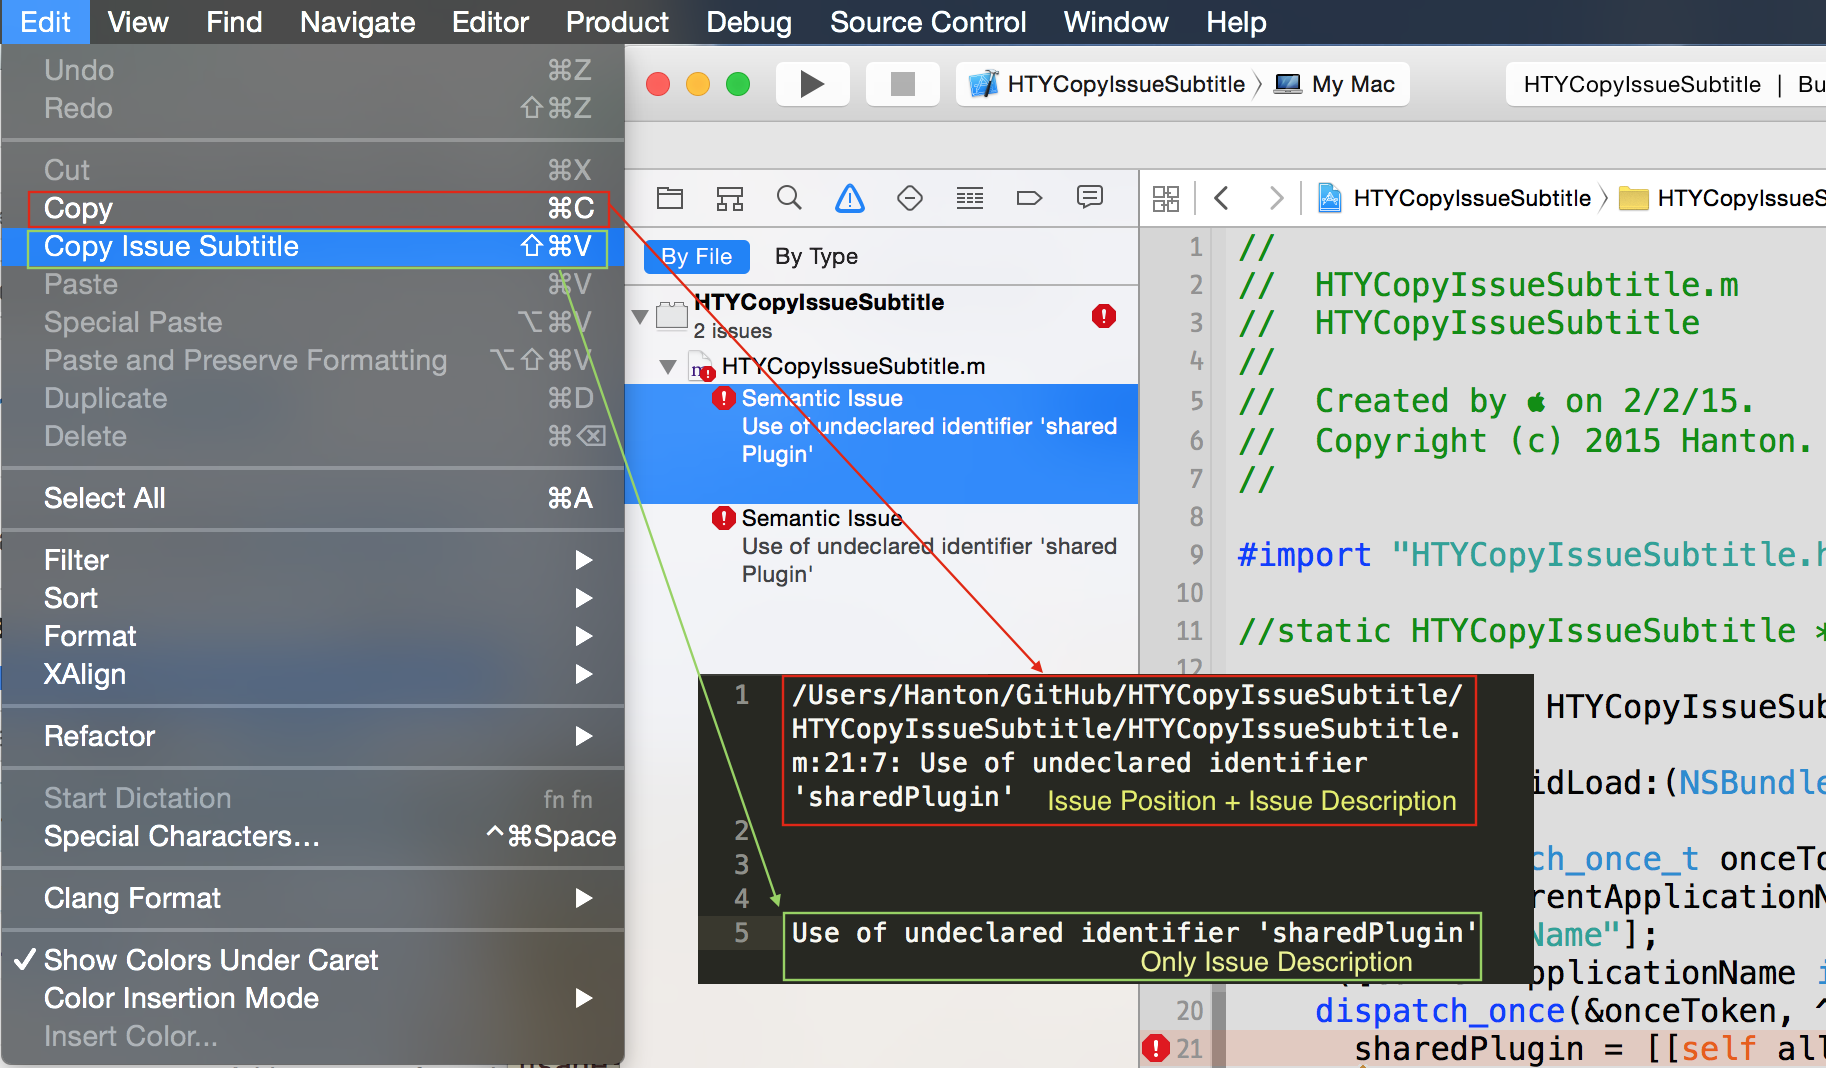 Edit View Find Navigate Editor Product Debug Source Control Window Help
Undo ⌘Z
Redo ⇧⌘Z
Cut ⌘X
Copy ⌘C
Copy Issue Subtitle ⇧⌘V
Paste ⌘V
Special Paste ⌥⌘V
Paste and Preserve Formatting ⌥⇧⌘V
Duplicate ⌘D
Delete ⌘⌫
Select All ⌘A
Filter ▶
Sort ▶
Format ▶
XAlign ▶
Refactor ▶
Start Dictation fn fn
Special Characters... ^⌘Space
Clang Format ▶
✓ Show Colors Under Caret
Color Insertion Mode ▶
Insert Color...
HTYCopyIssueSubtitle 〉 My Mac
HTYCopyIssueSubtitle | Bu
By File By Type
HTYCopyIssueSubtitle
2 issues
HTYCopyIssueSubtitle.m
Semantic Issue
Use of undeclared identifier 'shared
Plugin'
Semantic Issue
Use of undeclared identifier 'shared
Plugin'
HTYCopyIssueSubtitle 〉 HTYCopyIssueS
1 //
2 // HTYCopyIssueSubtitle.m
3 // HTYCopyIssueSubtitle
4 //
5 // Created by  on 2/2/15.
6 // Copyright (c) 2015 Hanton.
7 //
8
9 #import "HTYCopyIssueSubtitle.h
10
11 //static HTYCopyIssueSubtitle *
12
HTYCopyIssueSub
idLoad:(NSBundle
ch_once_t onceTo
rentApplicationN
Name"];
pplicationName i
20 dispatch_once(&onceToken, ^
21 sharedPlugin = [[self all
1 /Users/Hanton/GitHub/HTYCopyIssueSubtitle/
HTYCopyIssueSubtitle/HTYCopyIssueSubtitle.
m:21:7: Use of undeclared identifier
'sharedPlugin' Issue Position + Issue Description
2
3
4
5 Use of undeclared identifier 'sharedPlugin'
Only Issue Description